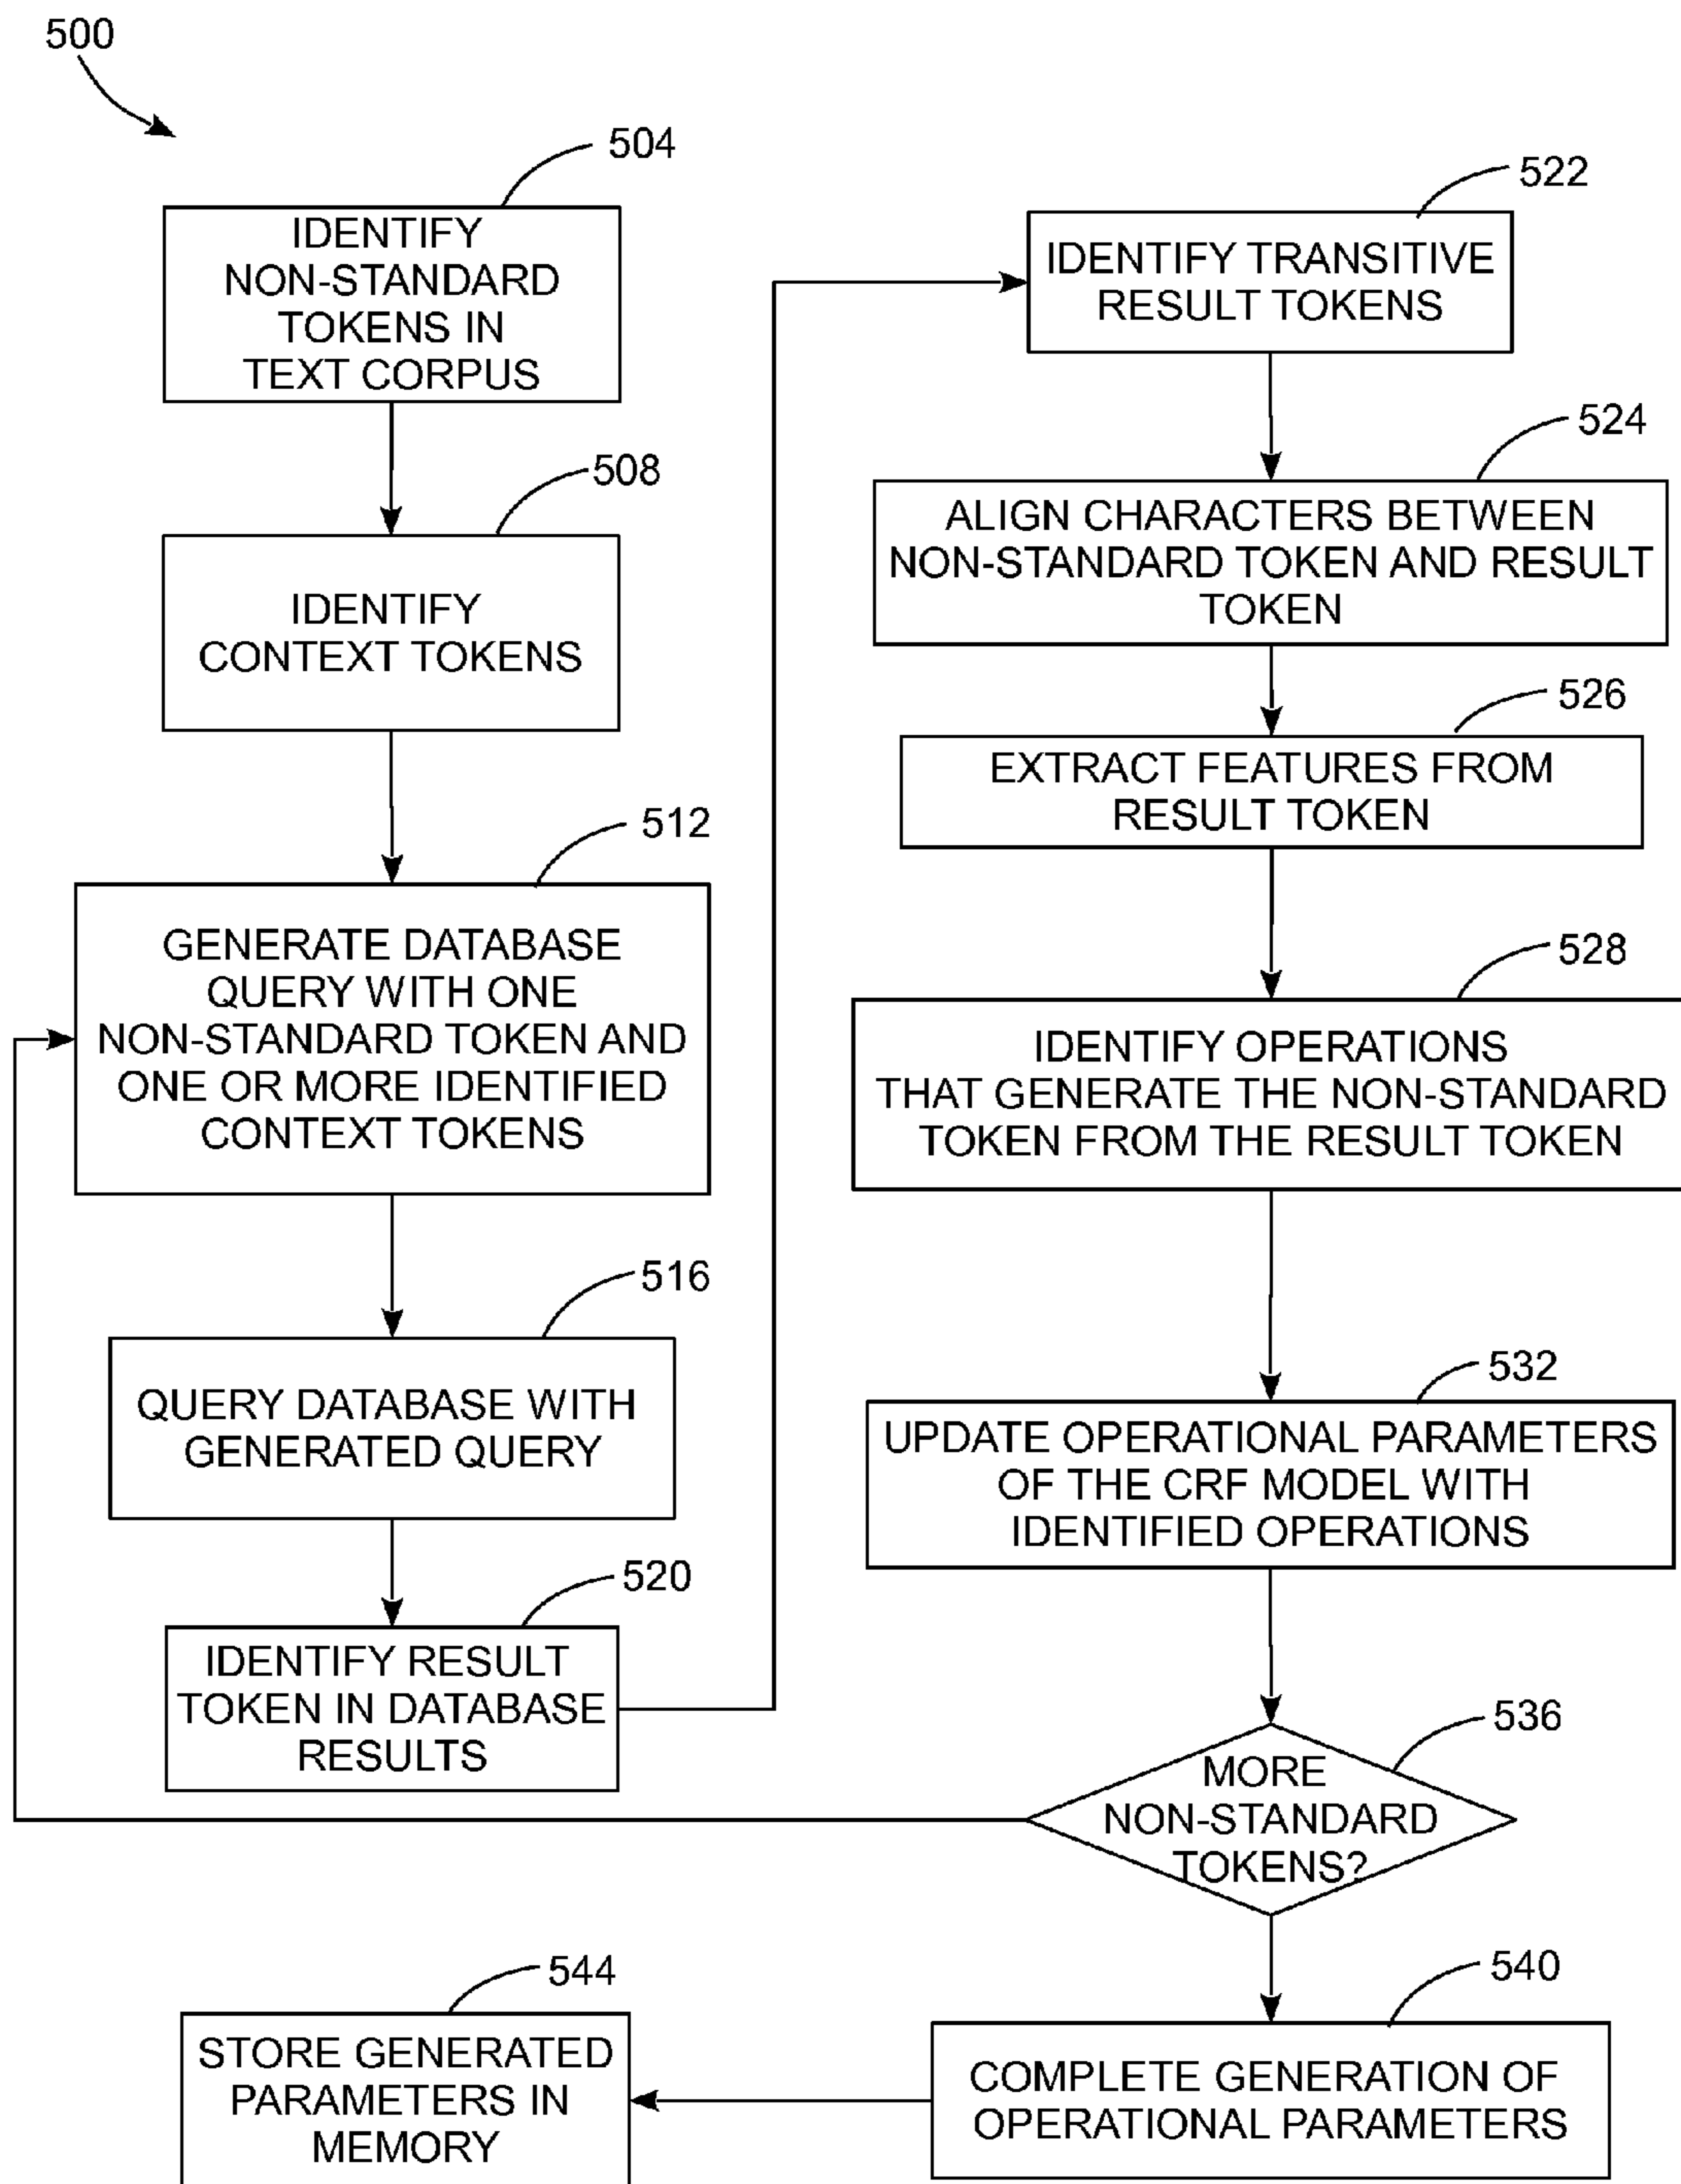 500
504
IDENTIFY
NON-STANDARD
TOKENS IN
TEXT CORPUS
508
IDENTIFY
CONTEXT TOKENS
512
GENERATE DATABASE
QUERY WITH ONE
NON-STANDARD TOKEN AND
ONE OR MORE IDENTIFIED
CONTEXT TOKENS
516
QUERY DATABASE WITH
GENERATED QUERY
520
IDENTIFY RESULT
TOKEN IN DATABASE
RESULTS
522
IDENTIFY TRANSITIVE
RESULT TOKENS
524
ALIGN CHARACTERS BETWEEN
NON-STANDARD TOKEN AND RESULT
TOKEN
526
EXTRACT FEATURES FROM
RESULT TOKEN
528
IDENTIFY OPERATIONS
THAT GENERATE THE NON-STANDARD
TOKEN FROM THE RESULT TOKEN
532
UPDATE OPERATIONAL PARAMETERS
OF THE CRF MODEL WITH
IDENTIFIED OPERATIONS
536
MORE
NON-STANDARD
TOKENS?
540
COMPLETE GENERATION OF
OPERATIONAL PARAMETERS
544
STORE GENERATED
PARAMETERS IN
MEMORY